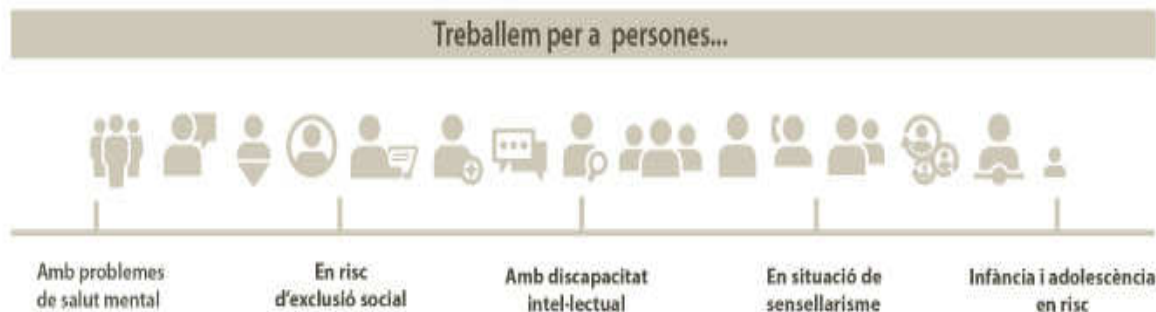 Treballem per a persones...
Amb problemes
de salut mental
En risc
d'exclusió social
Amb discapacitat
intel-lectual
En situació de
sensellarisme
Infància i adolescència
en risc